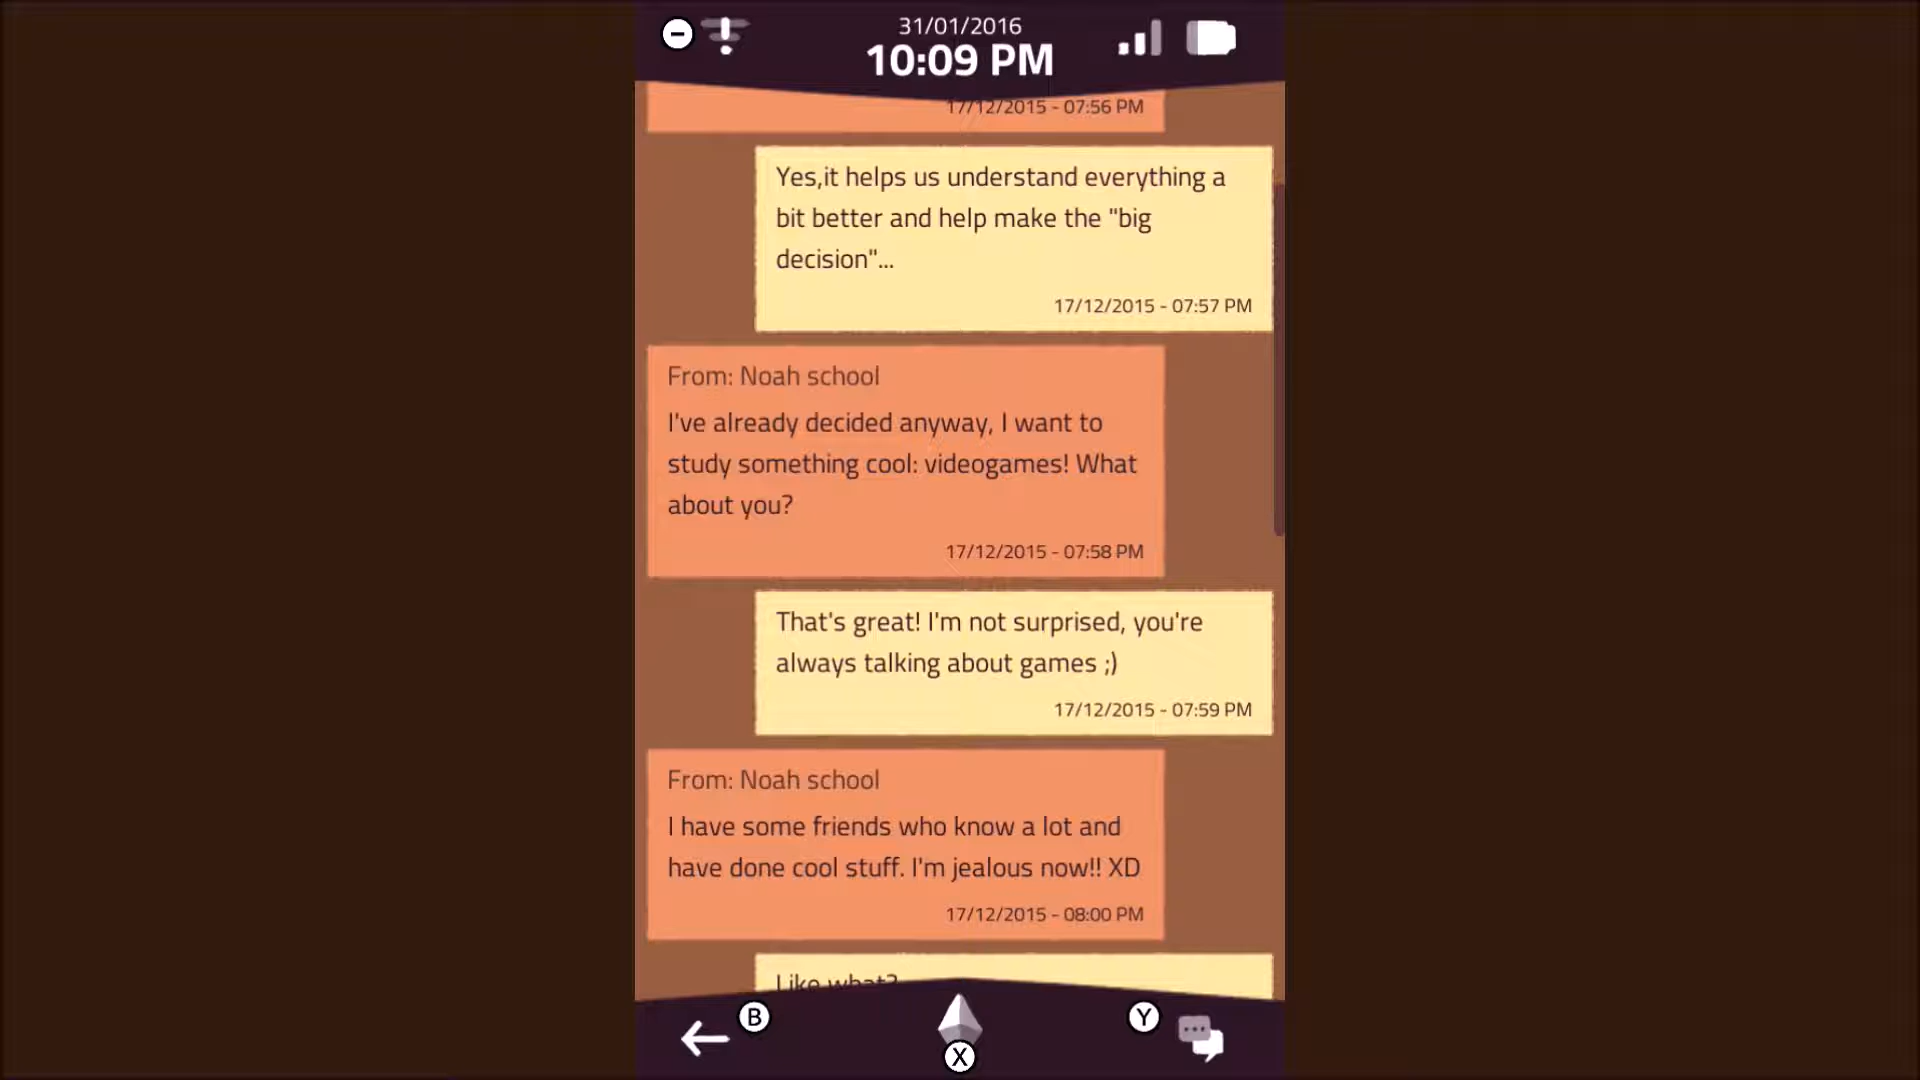 31/01/2016
10:09 PM
17/12/2015 - 07:56 PM
Yes,it helps us understand everything a
bit better and help make the "big
decision"...
17/12/2015 - 07:57 PM
From: Noah school
I've already decided anyway, I want to
study something cool: videogames! What
about you?
17/12/2015 - 07:58 PM
That's great! I'm not surprised, you're
always talking about games ;)
17/12/2015 - 07:59 PM
From: Noah school
I have some friends who know a lot and
have done cool stuff. I'm jealous now!! XD
17/12/2015 - 08:00 PM
Like what?
B
Y
X